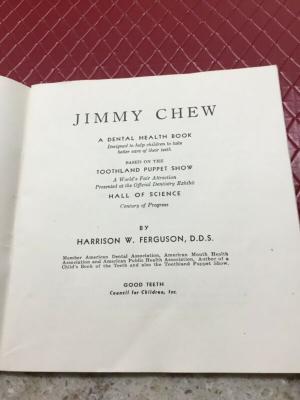 JIMMY CHEW
A DENTAL HEALTH BOOK
Designed to help children to take
better care of their teeth
BASED ON THE
TOOTHLAND PUPPET SHOW
A World's Fair Attraction
Presented at the Official Dentistry Exhibit
HALL OF SCIENCE
Century of Progress
BY
HARRISON W. FERGUSON, D.D.S.
Member American Dental Association, American Mouth Health
Association and American Public Health Association, Author of a
Child's Book of the Teeth and also the Toothland Puppet Show.
GOOD TEETH
Council for Children, Inc.